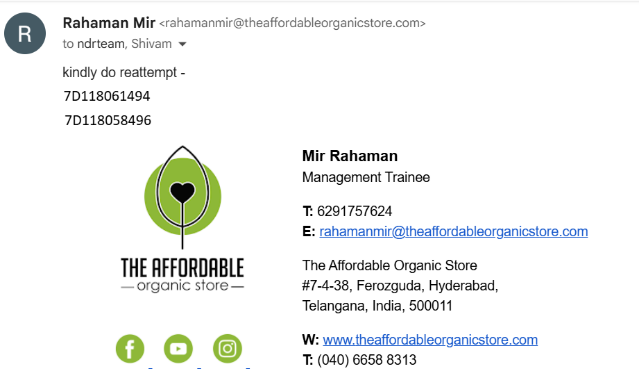 R
Rahaman Mir <rahamanmir@theaffordableorganicstore.com>
to ndrteam, Shivam
kindly do reattempt -
7D118061494
7D118058496
THE AFFORDABLE
organic store
Mir Rahaman
Management Trainee
T: 6291757624
E: rahamanmir@theaffordableorganicstore.com
The Affordable Organic Store
#7-4-38, Ferozguda, Hyderabad,
Telangana, India, 500011
W: www.theaffordableorganicstore.com
T: (040) 6658 8313